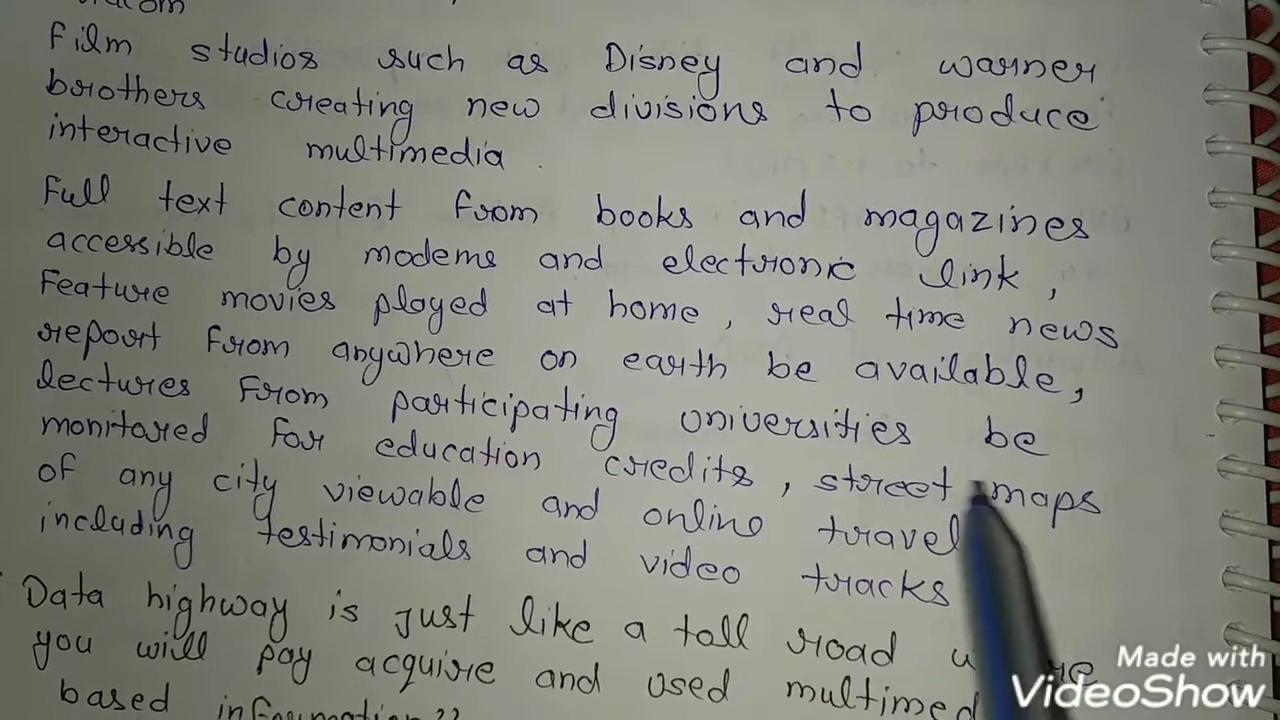 Film studios such as Disney and warner
brothers creating new divisions to produce
interactive multimedia.
Full text content from books and magazines
accessible by modems and electronic link,
Feature movies played at home, real time news
report from anywhere on earth be available,
lectures from participating universities be
monitored for education credits, street maps
of any city viewable and online travel
including testimonials and video tracks
Data highway is just like a toll road
you will pay acquire and used
based information"
Made with
VideoShow